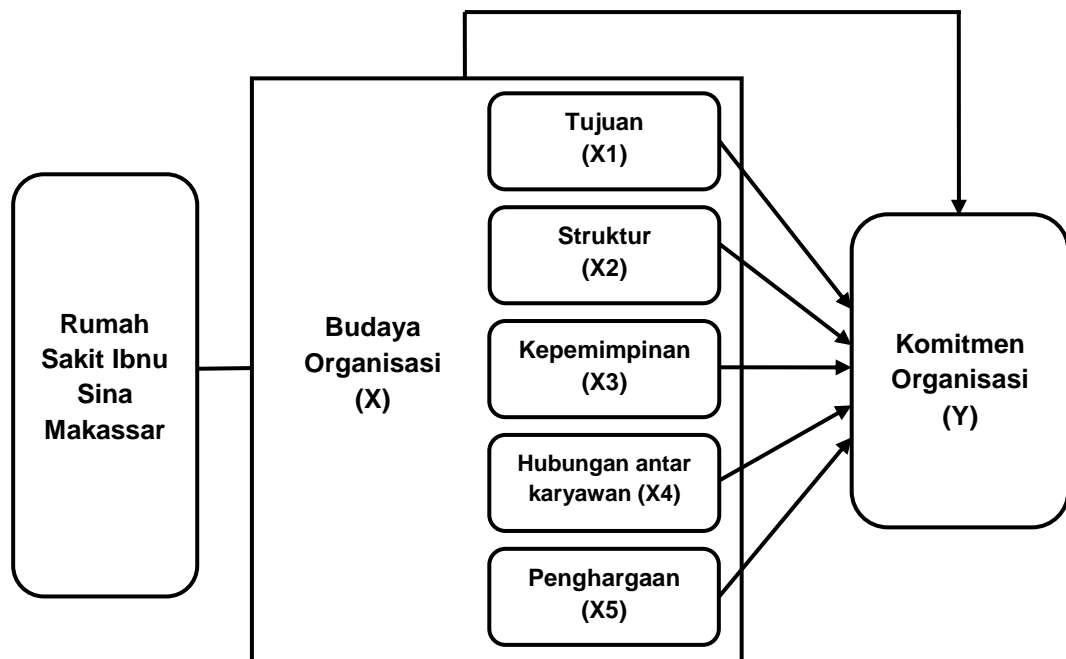 Rumah
Sakit Ibnu
Sina
Makassar
Budaya
Organisasi
(X)
Tujuan
(X1)
Struktur
(X2)
Kepemimpinan
(X3)
Hubungan antar
karyawan (X4)
Penghargaan
(X5)
Komitmen
Organisasi
(Y)